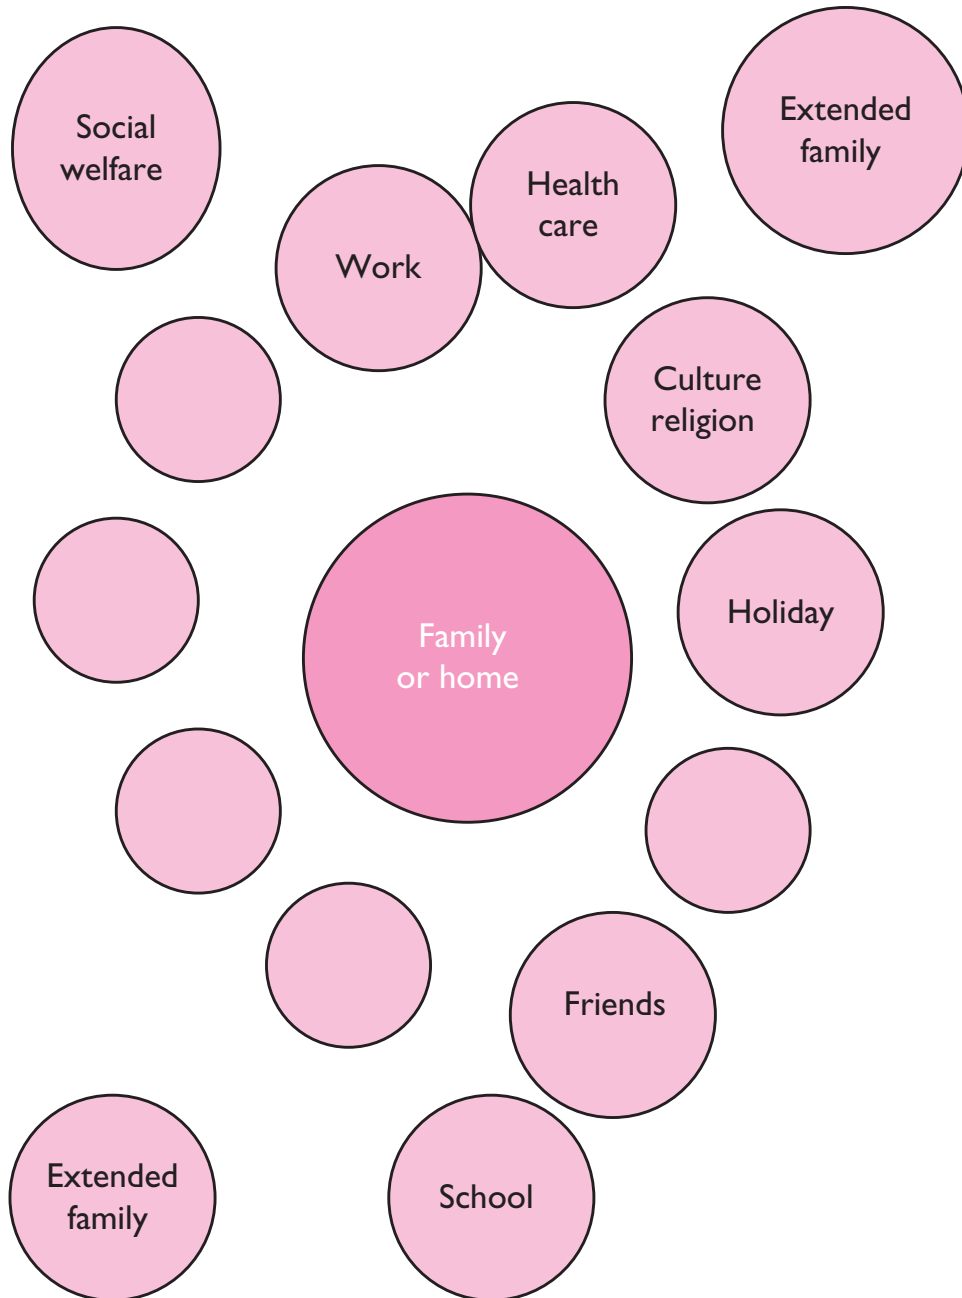 Social
welfare
Extended
family
Health
care
Work
Culture
religion
Holiday
Family
or home
Friends
Extended
family
School